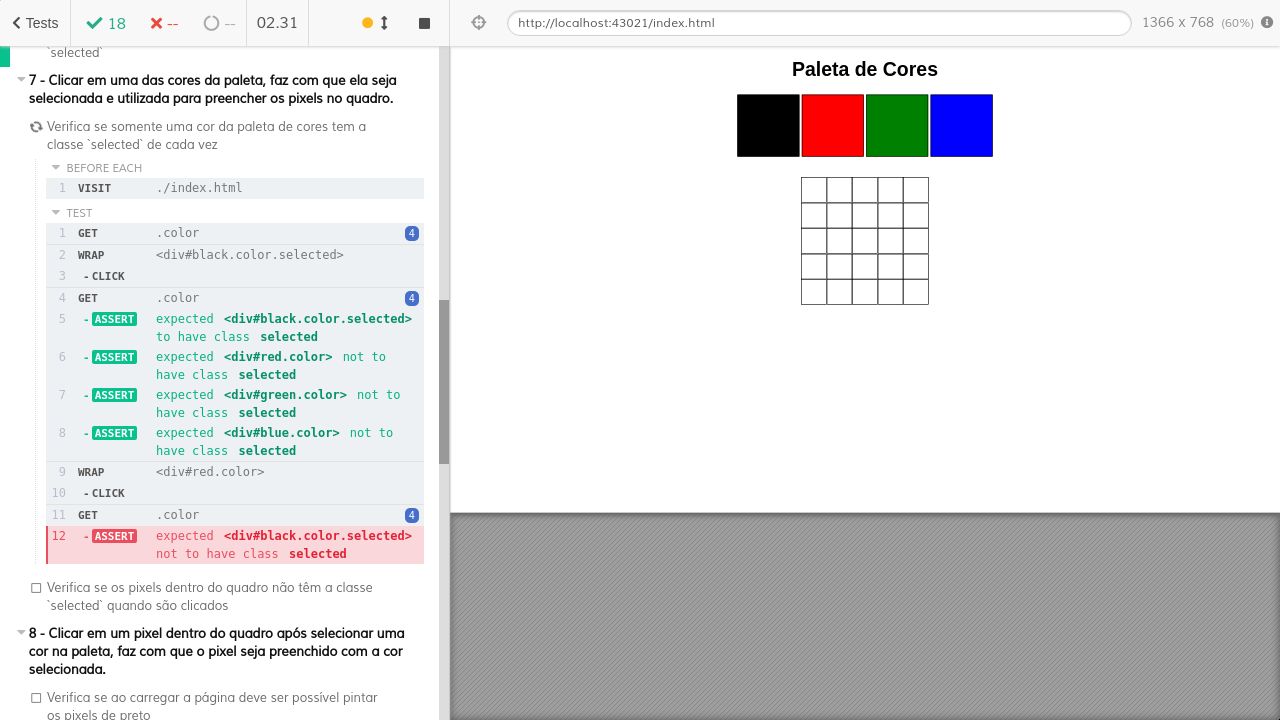 Tests
18
--
--
02.31
http://localhost:43021/index.html
1366 x 768 (60%)
`selected`
7 - Clicar em uma das cores da paleta, faz com que ela seja
selecionada e utilizada para preencher os pixels no quadro.
Verifica se somente uma cor da paleta de cores tem a
classe `selected` de cada vez
BEFORE EACH
1 VISIT ./index.html
TEST
1 GET .color 4
2 WRAP <div#black.color.selected>
3 -CLICK
4 GET .color 4
5 -ASSERT expected <div#black.color.selected>
to have class selected
6 -ASSERT expected <div#red.color> not to
have class selected
7 -ASSERT expected <div#green.color> not to
have class selected
8 -ASSERT expected <div#blue.color> not to
have class selected
9 WRAP <div#red.color>
10 -CLICK
11 GET .color 4
12 -ASSERT expected <div#black.color.selected>
not to have class selected
Verifica se os pixels dentro do quadro não têm a classe
`selected` quando são clicados
8 - Clicar em um pixel dentro do quadro após selecionar uma
cor na paleta, faz com que o pixel seja preenchido com a cor
selecionada.
Verifica se ao carregar a página deve ser possível pintar
os pixels de preto
Paleta de Cores